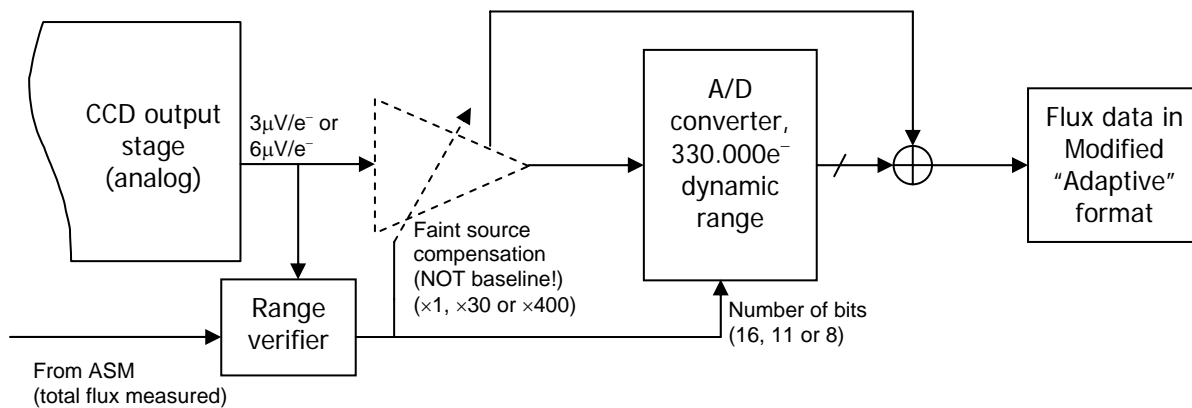 CCD output
stage
(analog)
3μV/e⁻ or
6μV/e⁻
Faint source
compensation
(NOT baseline!)
(×1, ×30 or ×400)
A/D
converter,
330.000e⁻
dynamic
range
Flux data in
Modified
“Adaptive”
format
Range
verifier
Number of bits
(16, 11 or 8)
From ASM
(total flux measured)